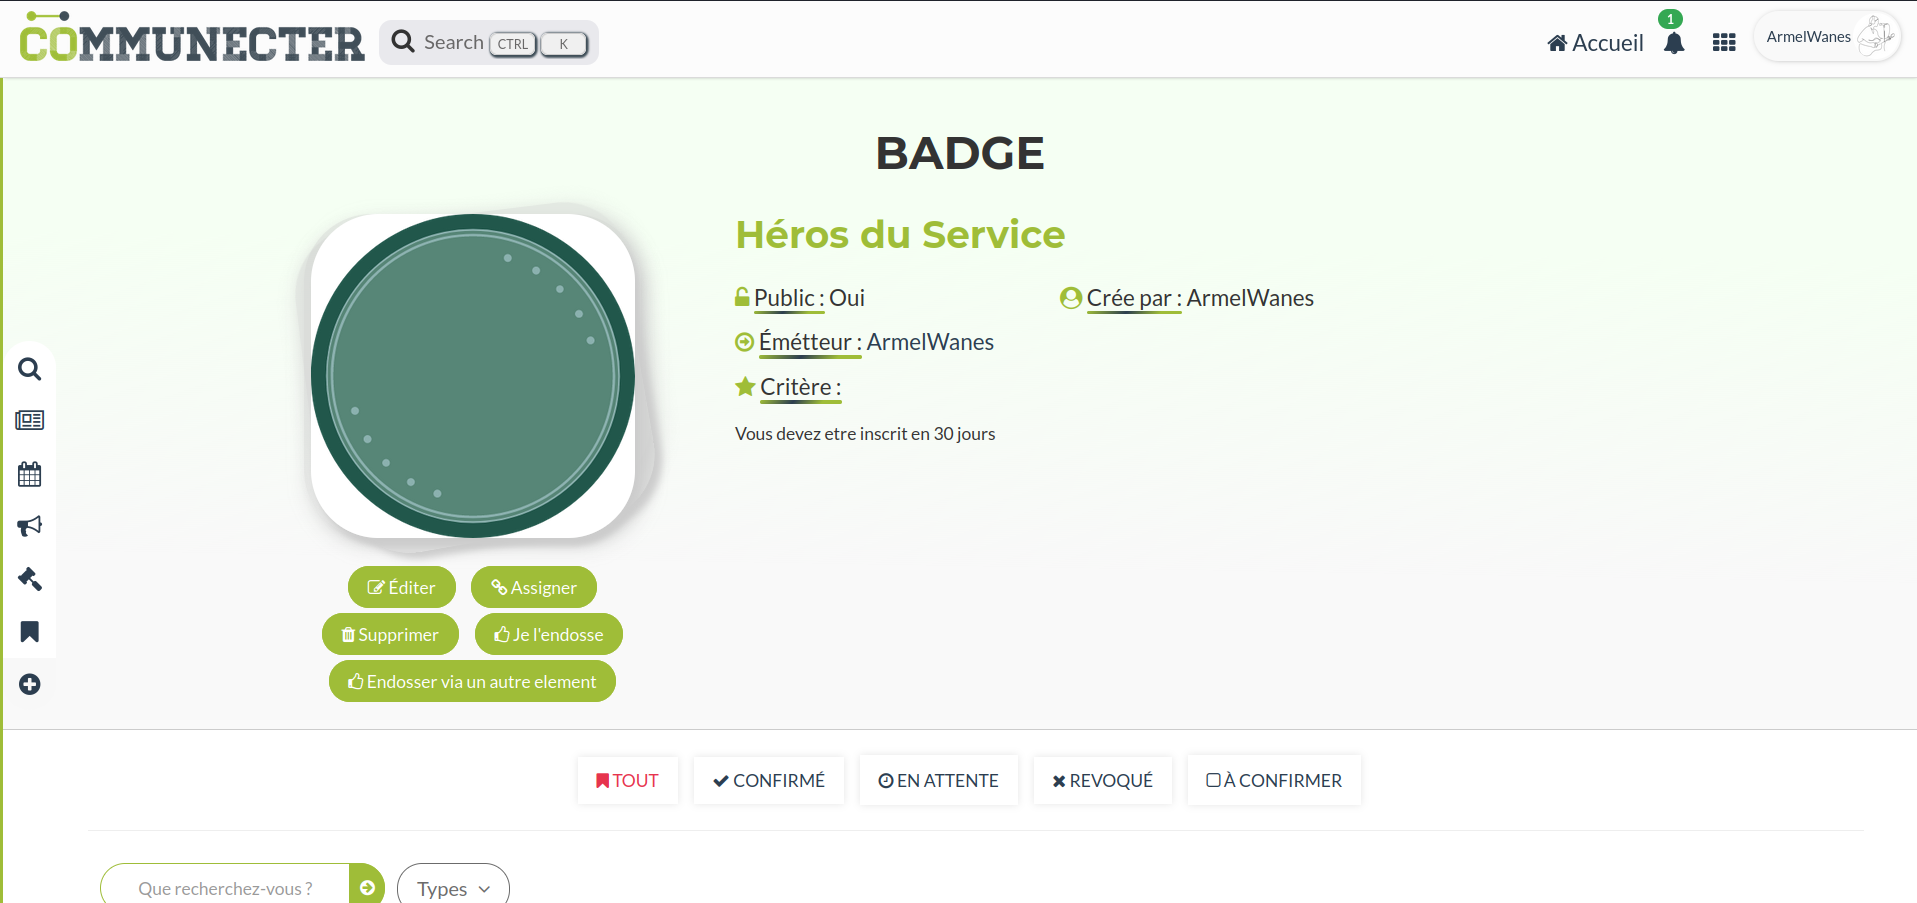 COMMUNECTER
Search CTRL K
Accueil
1
ArmelWanes
BADGE
Héros du Service
Public : Oui
Crée par : ArmelWanes
Émétteur : ArmelWanes
Critère :
Vous devez etre inscrit en 30 jours
Éditer
Assigner
Supprimer
Je l'endosse
Endosser via un autre element
TOUT
CONFIRMÉ
EN ATTENTE
REVOQUÉ
À CONFIRMER
Que recherchez-vous ?
Types